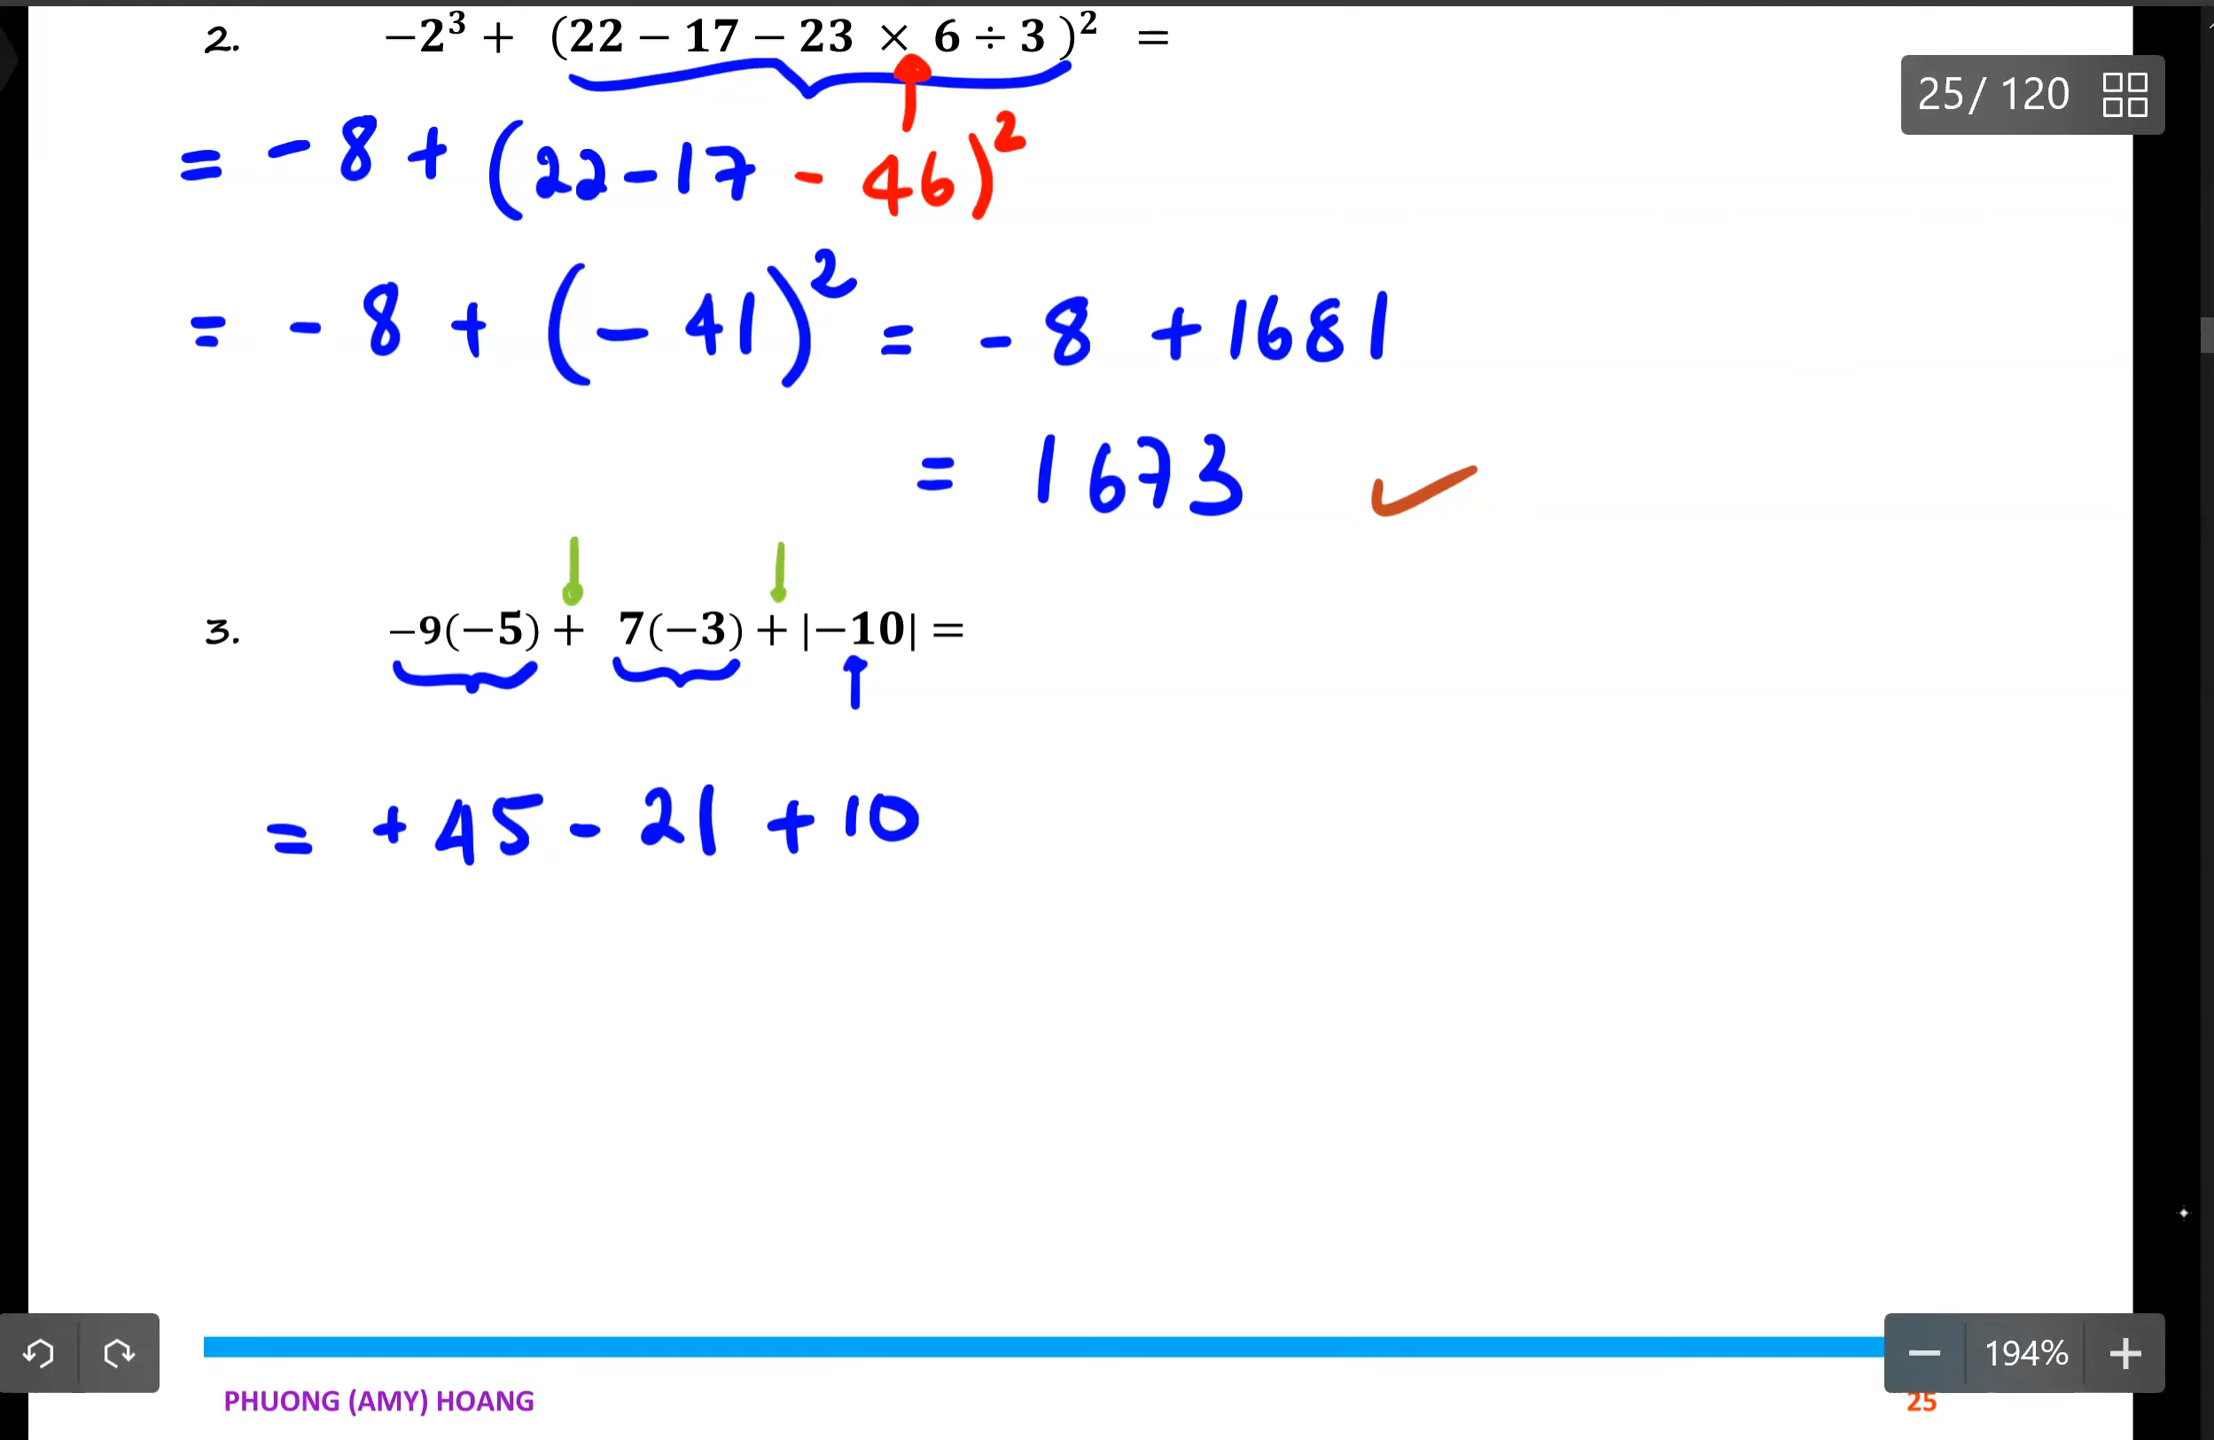 2. −2³ + (22 − 17 − 23 × 6 ÷ 3 )² =
25/ 120
= - 8 + (22-17 - 46)²
= - 8 + (- 41)² = - 8 + 1681
= 1673
3. −9(−5) + 7(−3) + |−10| =
= + 45 - 21 + 10
194%
PHUONG (AMY) HOANG
25